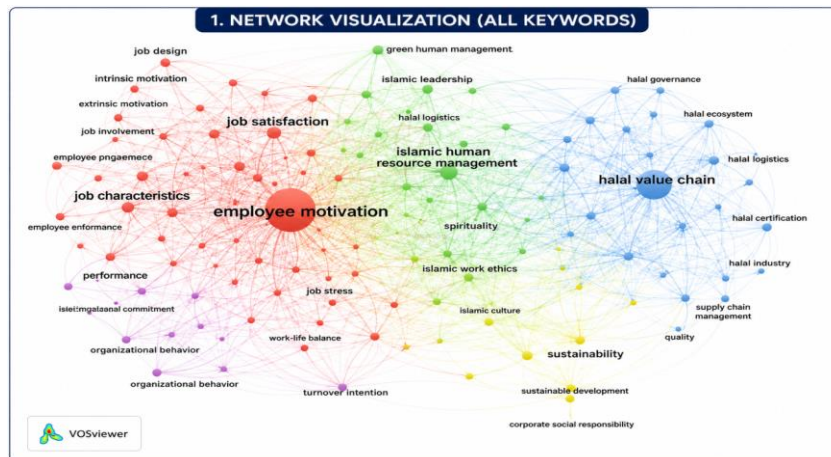 1. NETWORK VISUALIZATION (ALL KEYWORDS)
job design
green human management
intrinsic motivation
islamic leadership
halal governance
extrinsic motivation
job satisfaction
halal logistics
halal ecosystem
job involvement
islamic human
resource management
employee pngaemece
halal logistics
job characteristics
halal value chain
employee motivation
employee enformance
spirituality
halal certification
performance
islamic work ethics
halal industry
job stress
commitment
islamic culture
supply chain
management
work-life balance
quality
organizational behavior
sustainability
organizational behavior
turnover intention
sustainable development
corporate social responsibility
VOSviewer